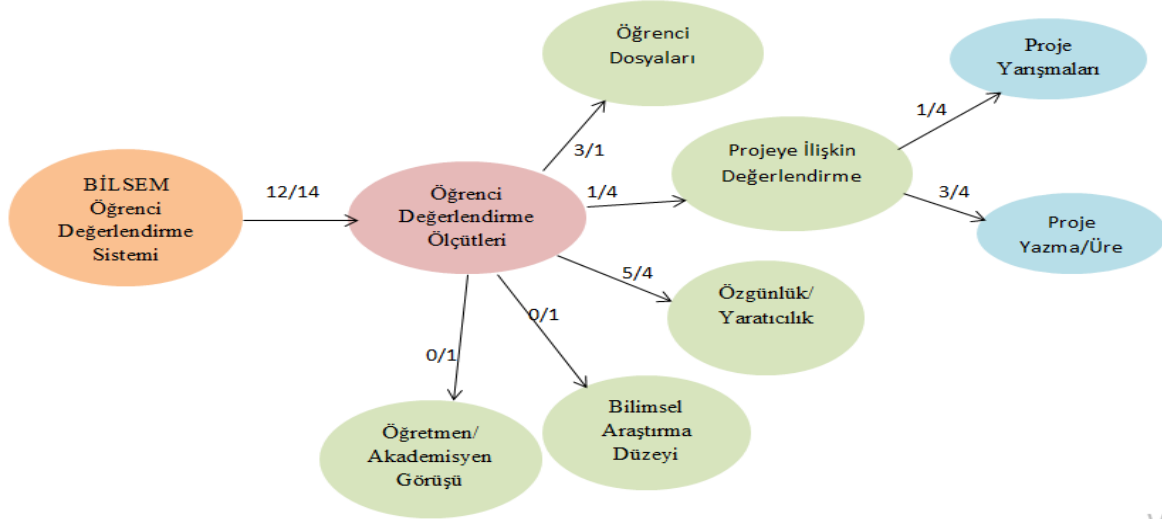 BİLSEM
Öğrenci
Değerlendirme
Sistemi
12/14
Öğrenci
Değerlendirme
Ölçütleri
3/1
Öğrenci
Dosyaları
1/4
Projeye İlişkin
Değerlendirme
1/4
Proje
Yarışmaları
3/4
Proje
Yazma/Üre
5/4
Özgünlük/
Yaratıcılık
0/1
Bilimsel
Araştırma
Düzeyi
0/1
Öğretmen/
Akademisyen
Görüşü